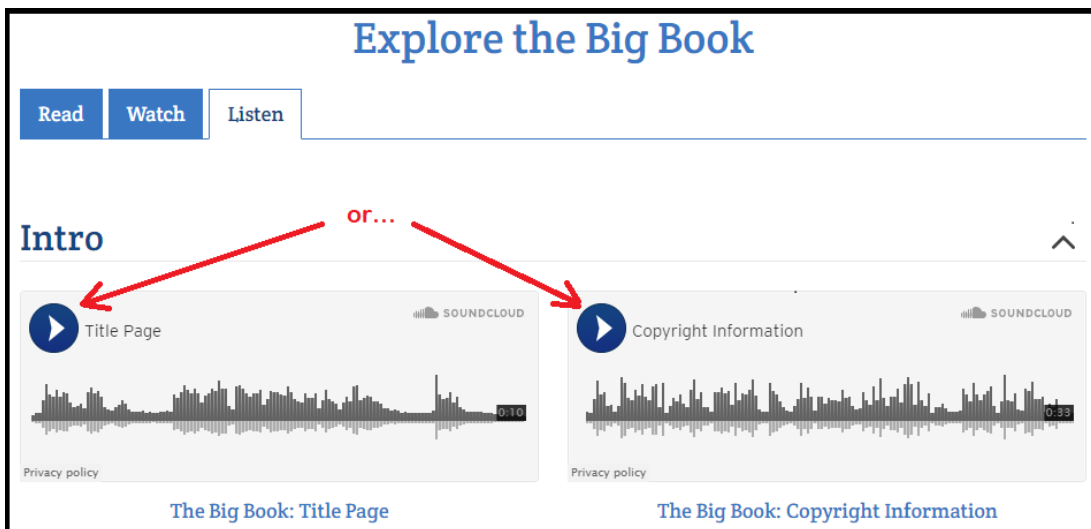 Explore the Big Book
Read Watch Listen
or...
Intro
SOUNDCLOUD
Title Page
0:10
Privacy policy
The Big Book: Title Page
SOUNDCLOUD
Copyright Information
0:33
Privacy policy
The Big Book: Copyright Information